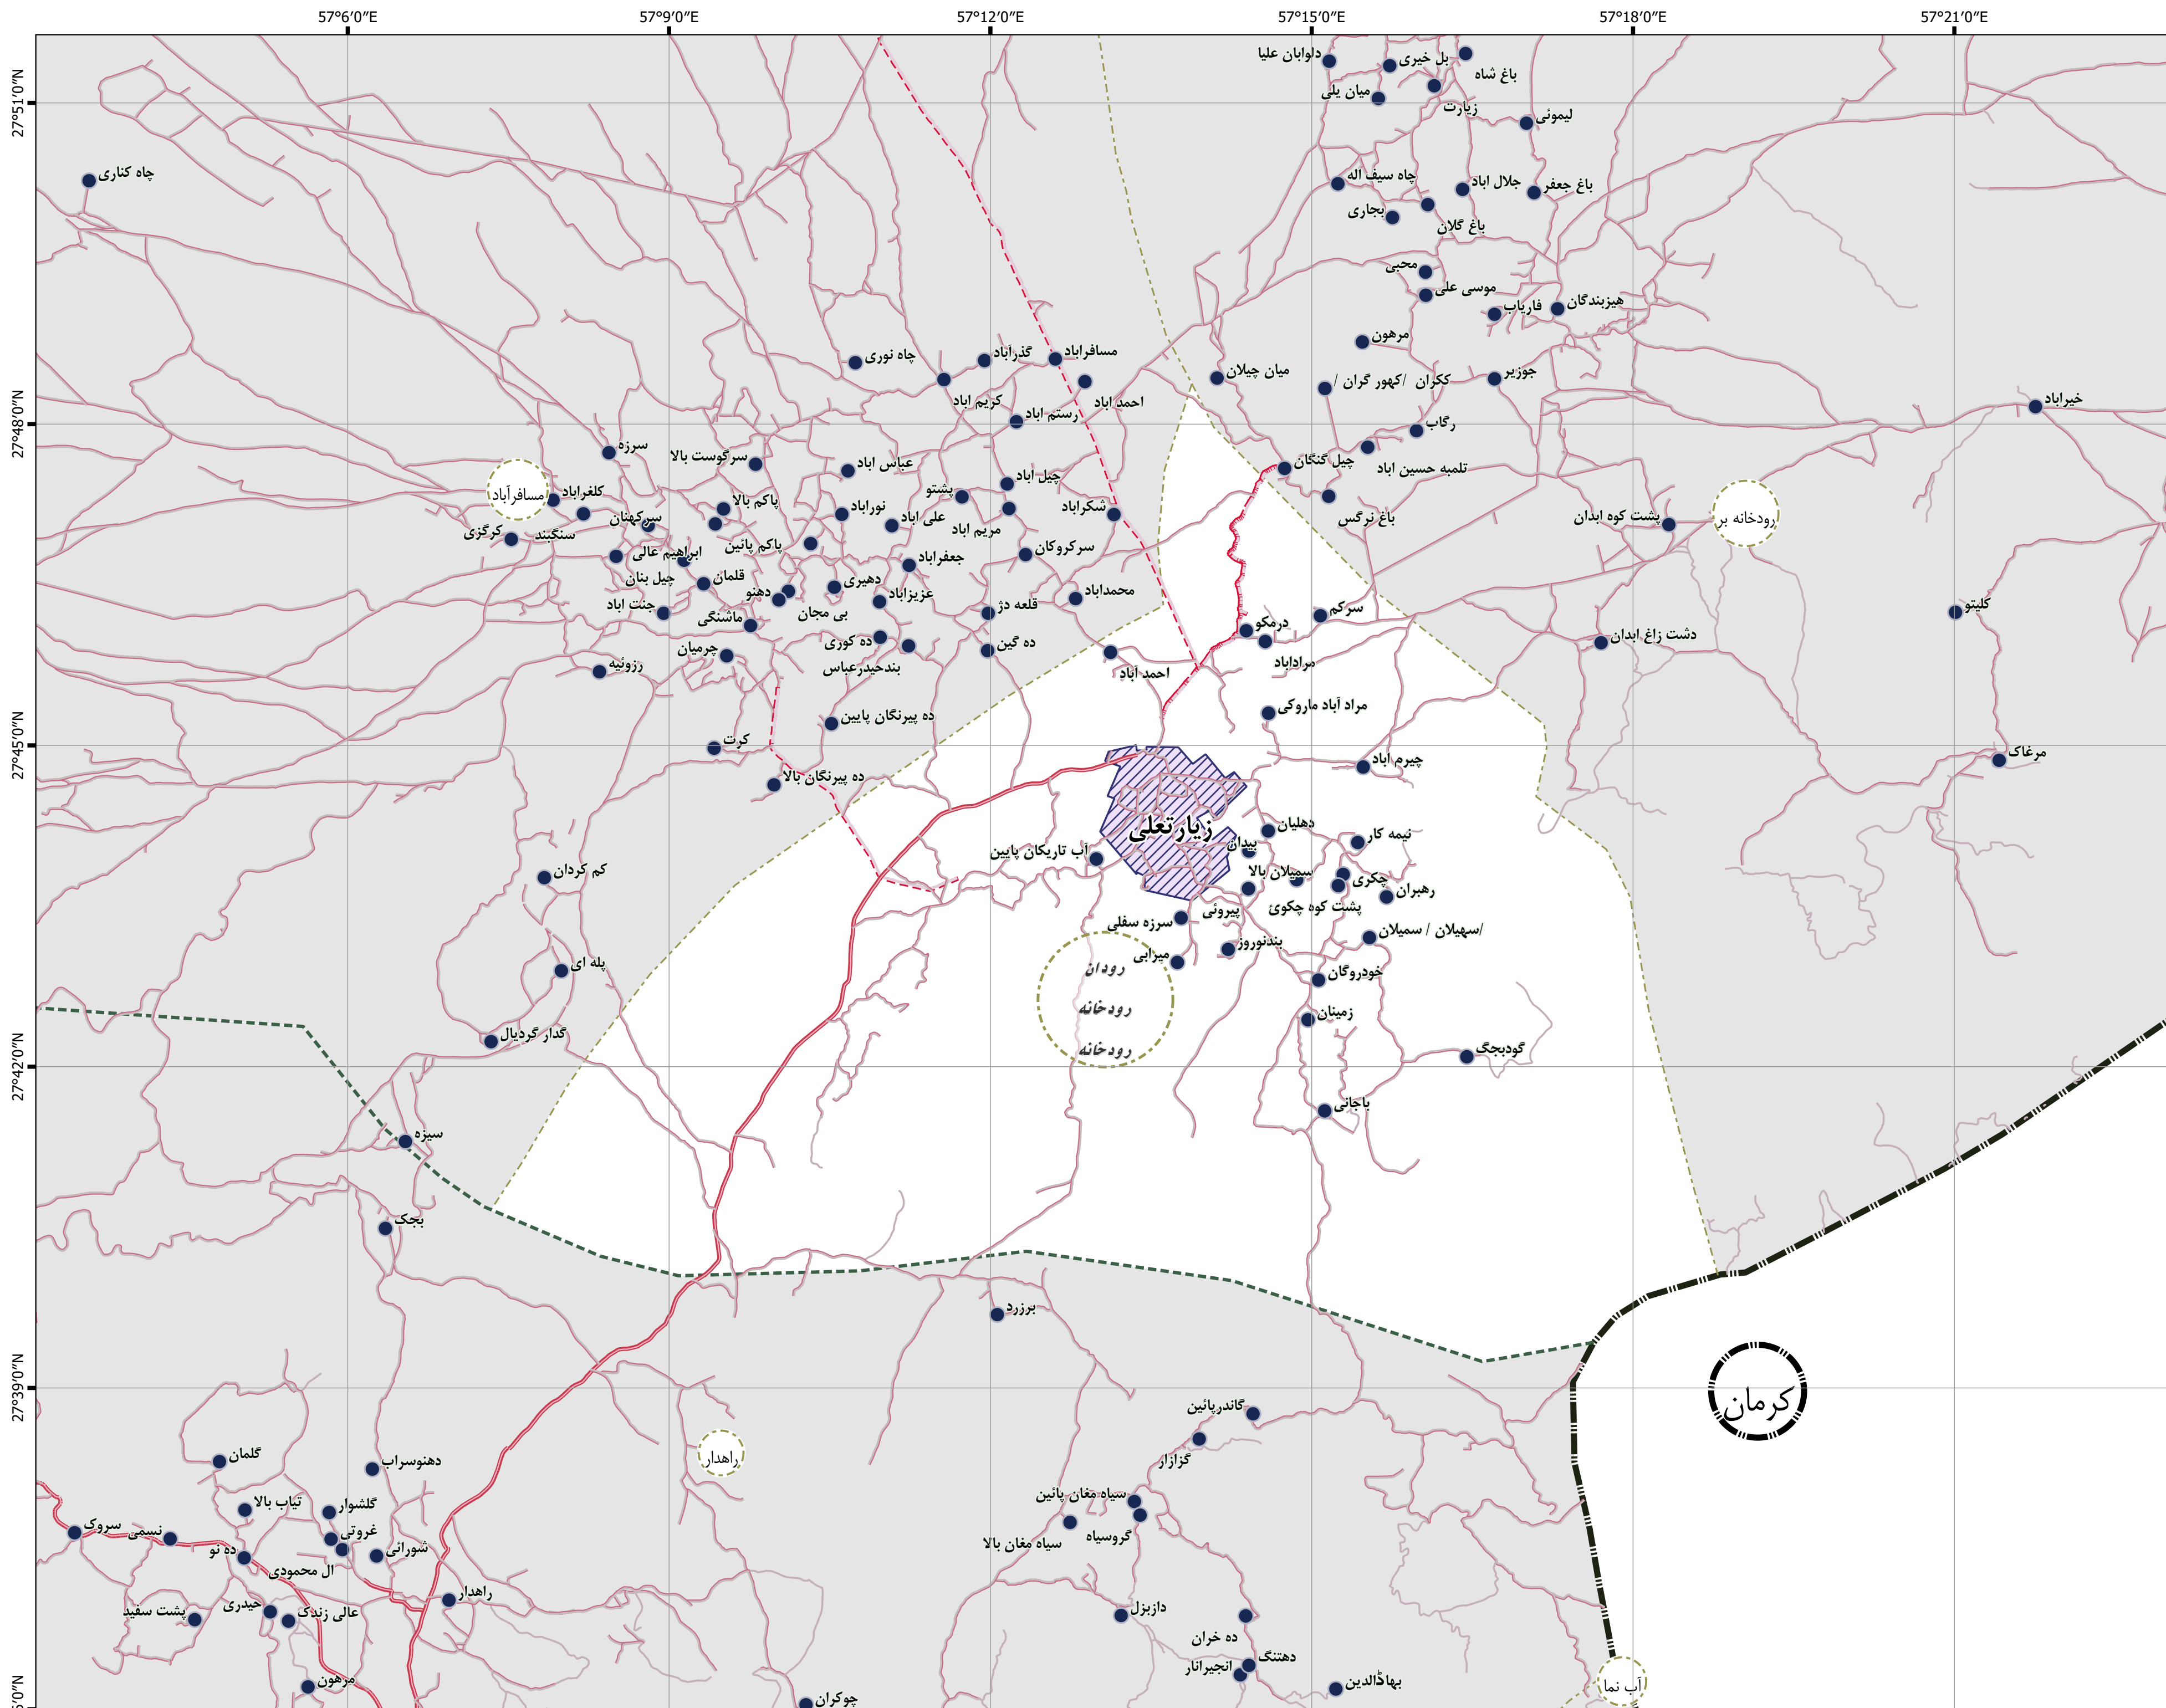 57°6'0"E
57°9'0"E
57°12'0"E
57°15'0"E
57°18'0"E
57°21'0"E
27°51'0"N
27°48'0"N
27°45'0"N
27°42'0"N
27°39'0"N
دلوابان علیا
بل خیری
باغ شاه
میان پلی
زیارت
لیموئی
چاه کناری
چاه سیف اله
جلال اباد
باغ جعفر
بجاری
باغ گلان
محبی
موسی علی
فاریاب
هیزبندگان
مرهون
چاه نوری
گذرآباد
مسافراباد
میان چیلان
ککران /کهور گران /
جوزیر
کریم اباد
رستم اباد
احمد اباد
خیراباد
رگاب
سرزه
سرگوست بالا
عباس اباد
چیل اباد
چیل گنگان
تلمبه حسین اباد
مسافرآباد
کلغراباد
پاکم بالا
نوراباد
پشتو
شکراباد
باغ نرگس
پشت کوه ابدان
رودخانه بر
کرگزی
سنگبند
سرکهنان
علی اباد
مریم اباد
پاکم پائین
ابراهیم عالی
جعفراباد
سرکروکان
چیل بنان
قلمان
دهنو
دهیری
عزیزاباد
محمداباد
جنت اباد
ماشنگی
بی مجان
قلعه دژ
درمکو
سرکم
کلیتو
چرمیان
ده کوری
ده گین
دشت زاغ ابدان
رزوئیه
بندحیدرعباس
احمد آباد
مراداباد
ده پیرنگان پایین
مراد آباد ماروکی
کرت
ده پیرنگان بالا
چیرم اباد
مرغاک
زیارتعلی
دهلیان
نیمه کار
بیدان
آب تاریکان پایین
کم کردان
سمیلان بالا
چکری
رهبران
پیروئی
پشت کوه چکوئ
سرزه سفلی
بندنوروز
/سهیلان / سمیلان
میرابی
پله ای
رودان
رودخانه
رودخانه
خودروگان
زمینان
گدار گردیال
گودبجگ
باجانی
سیزه
بجک
برزرد
کرمان
گاندرپائین
گزازار
راهدار
گلمان
دهنوسراب
سیاه مغان پائین
تیاب بالا
گلشوار
سروک
نسمی
غروتی
گروسیاه
سیاه مغان بالا
ده نو
شورائی
ال محمودی
راهدار
پشت سفید
حیدری
عالی زندک
دازبزل
ده خران
دهتنگ
انجیرانار
مرهون
چوکران
بهاڈالدین
آب نما